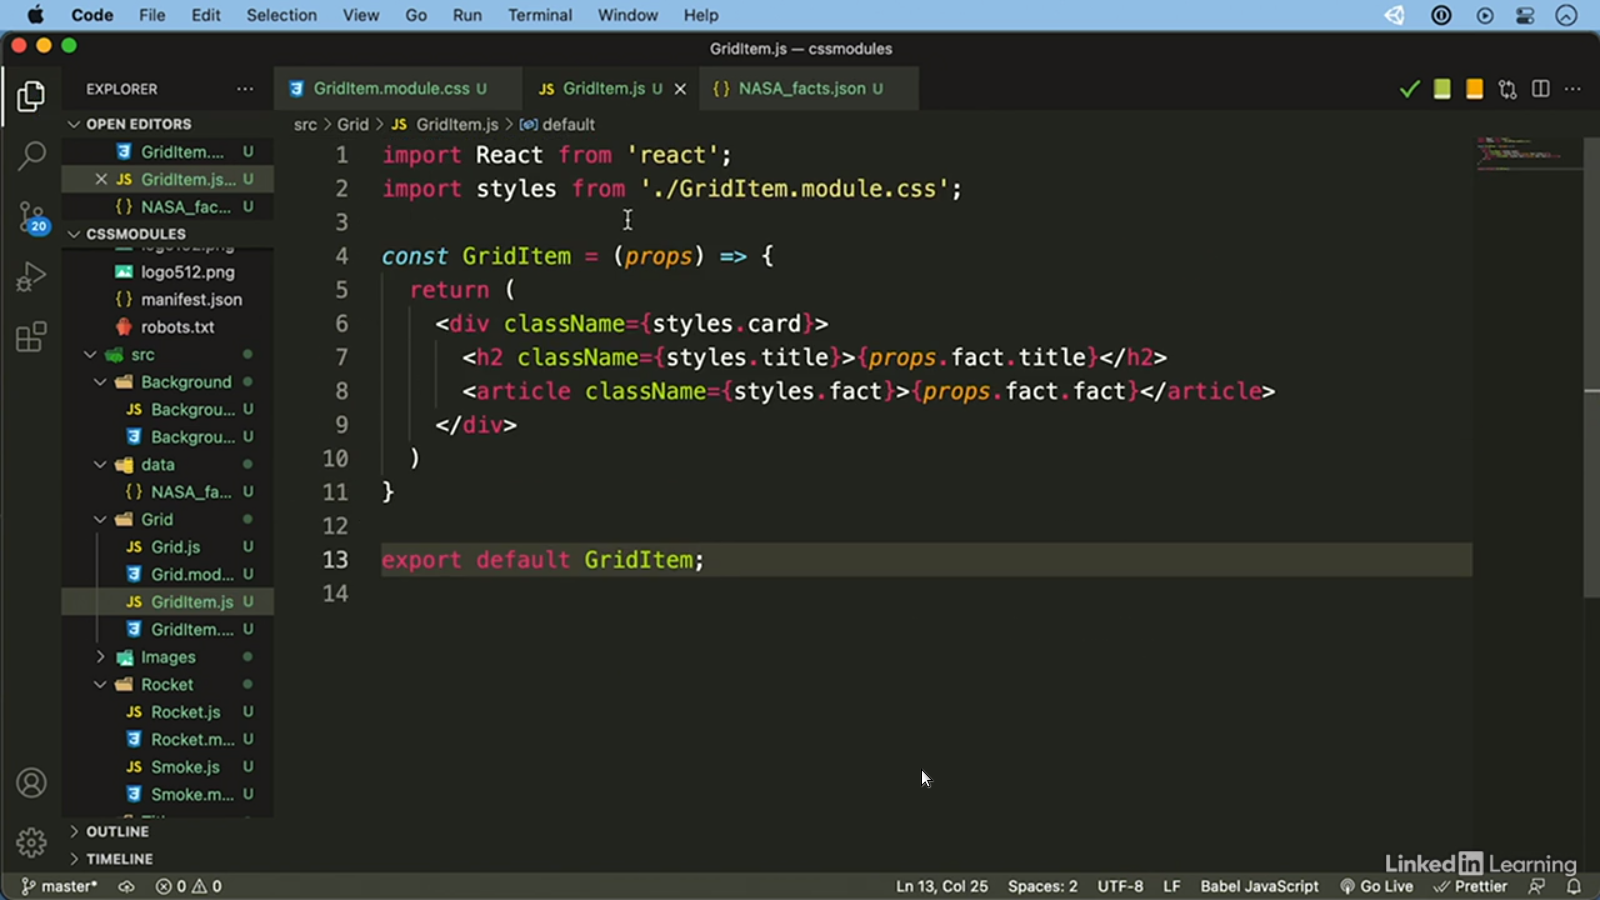 Code File Edit Selection View Go Run Terminal Window Help
GridItem.js — cssmodules
EXPLORER
GridItem.module.css U
JS GridItem.js U
{} NASA_facts.json U
OPEN EDITORS
src > Grid > JS GridItem.js > default
GridItem.... U
JS GridItem.js... U
{} NASA_fac... U
20
CSSMODULES
logo512.png
{} manifest.json
robots.txt
src
Background
JS Backgrou... U
Backgrou... U
data
{} NASA_fa... U
Grid
JS Grid.js U
Grid.mod... U
JS GridItem.js U
GridItem.... U
Images
Rocket
JS Rocket.js U
Rocket.m... U
JS Smoke.js U
Smoke.m... U
OUTLINE
TIMELINE
1 import React from 'react';
2 import styles from './GridItem.module.css';
3
4 const GridItem = (props) => {
5 return (
6 <div className={styles.card}>
7 <h2 className={styles.title}>{props.fact.title}</h2>
8 <article className={styles.fact}>{props.fact.fact}</article>
9 </div>
10 )
11 }
12
13 export default GridItem;
14
LinkedIn Learning
master* 0 0 Ln 13, Col 25 Spaces: 2 UTF-8 LF Babel JavaScript Go Live Prettier